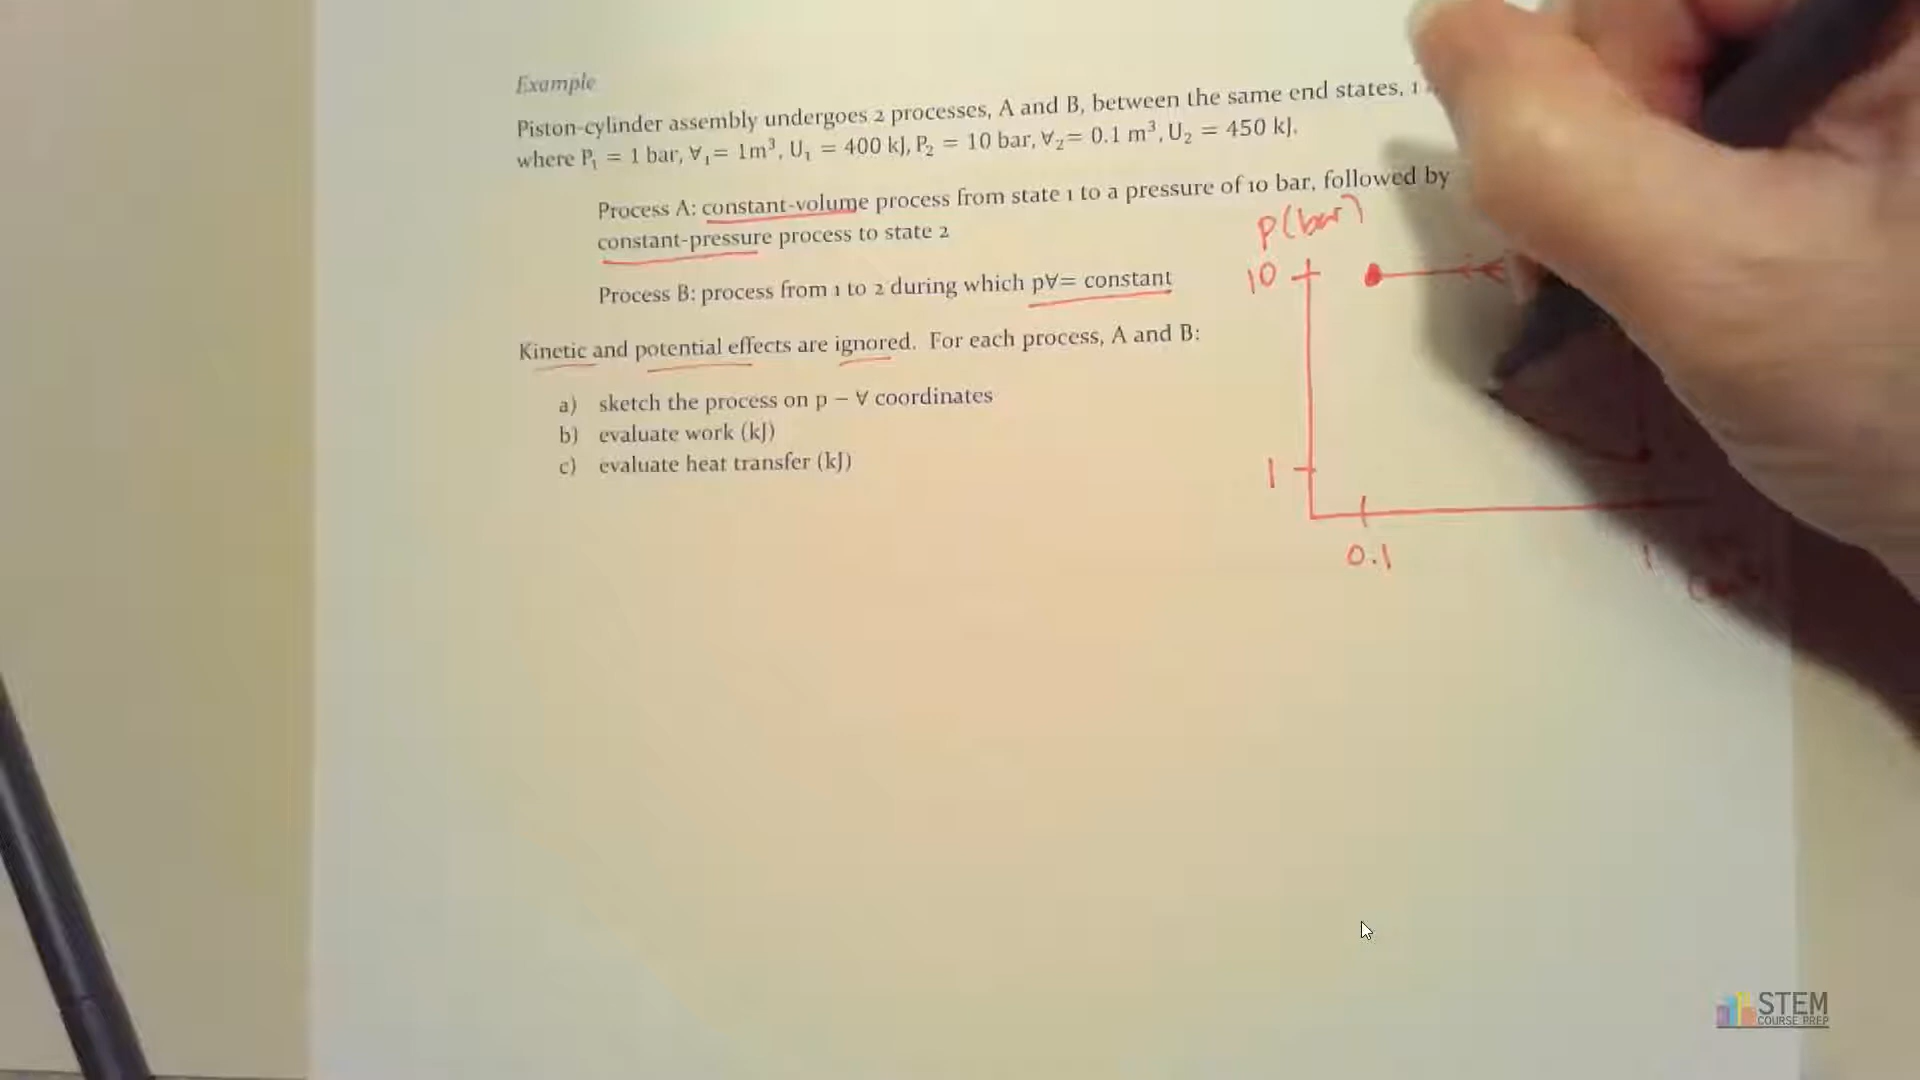 Example
Piston-cylinder assembly undergoes 2 processes, A and B, between the same end states, 1
where P₁ = 1 bar, ∀₁= 1m³, U₁ = 400 kJ, P₂ = 10 bar, ∀₂= 0.1 m³, U₂ = 450 kJ.
Process A: constant-volume process from state 1 to a pressure of 10 bar, followed by
constant-pressure process to state 2
Process B: process from 1 to 2 during which p∀= constant
Kinetic and potential effects are ignored. For each process, A and B:
a) sketch the process on p – ∀ coordinates
b) evaluate work (kJ)
c) evaluate heat transfer (kJ)
P(bar)
10
1
0.1
1
STEM
COURSE PREP